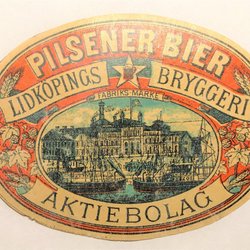 PILSENER BIER
LIDKÖPINGS BRYGGERI
FABRIKS MÄRKE
AKTIEBOLAG